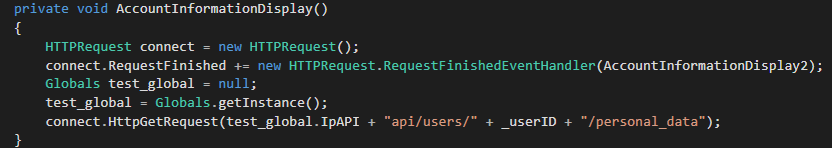 private void AccountInformationDisplay()
{
HTTPRequest connect = new HTTPRequest();
connect.RequestFinished += new HTTPRequest.RequestFinishedEventHandler(AccountInformationDisplay2);
Globals test_global = null;
test_global = Globals.getInstance();
connect.HttpGetRequest(test_global.IpAPI + "api/users/" + _userID + "/personal_data");
}